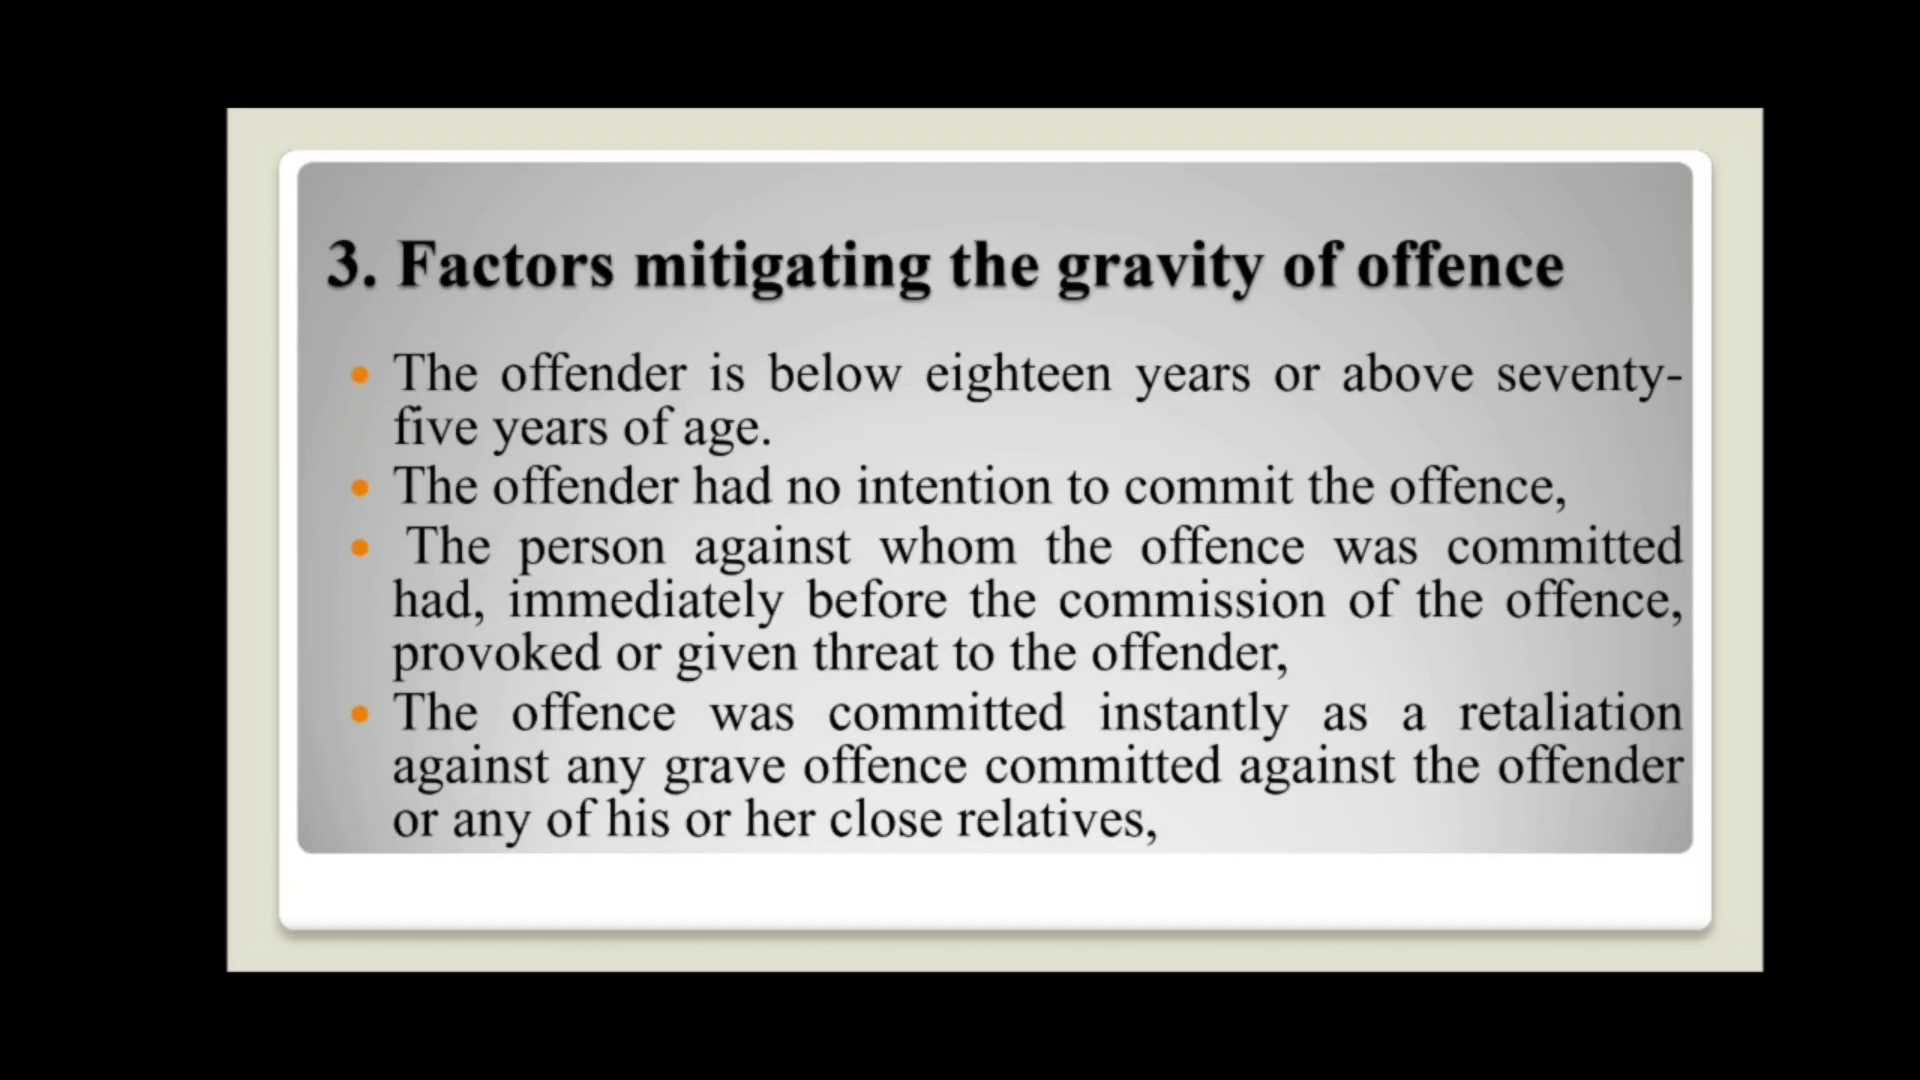 3. Factors mitigating the gravity of offence
• The offender is below eighteen years or above seventy-
five years of age.
• The offender had no intention to commit the offence,
• The person against whom the offence was committed
had, immediately before the commission of the offence,
provoked or given threat to the offender,
• The offence was committed instantly as a retaliation
against any grave offence committed against the offender
or any of his or her close relatives,